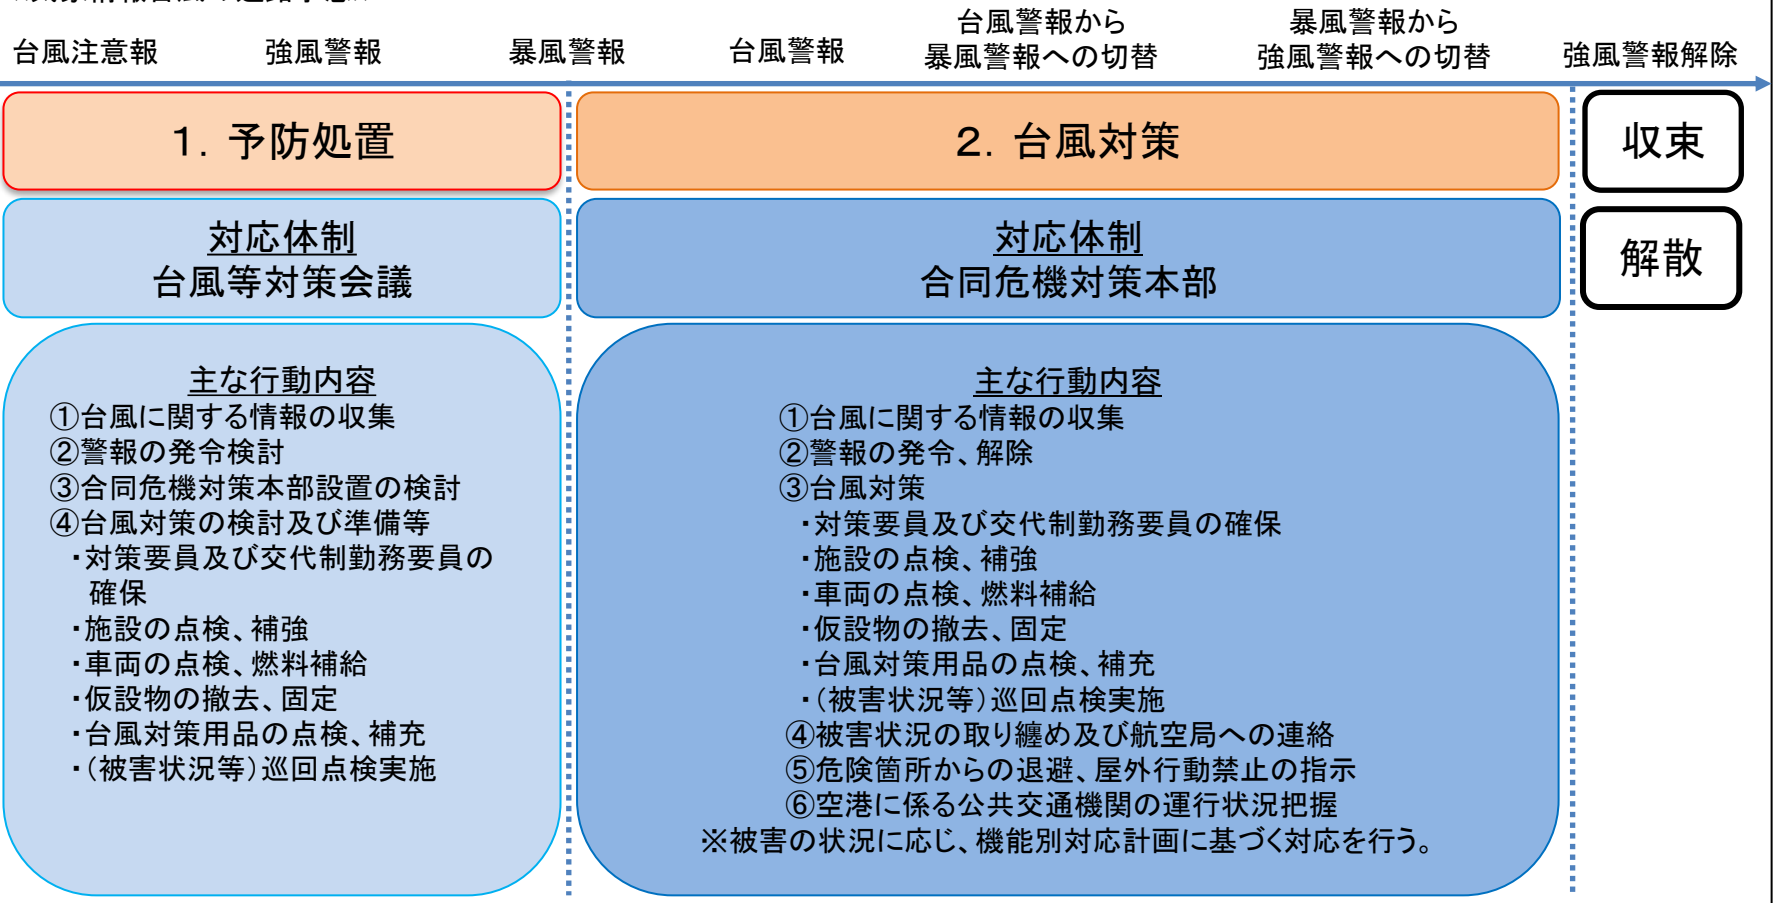 台風注意報
強風警報
暴風警報
台風警報
台風警報から
暴風警報への切替
暴風警報から
強風警報への切替
強風警報解除
1．予防処置
2．台風対策
収束
対応体制
台風等対策会議
対応体制
合同危機対策本部
解散
主な行動内容
①台風に関する情報の収集
②警報の発令検討
③合同危機対策本部設置の検討
④台風対策の検討及び準備等
・対策要員及び交代制勤務要員の
確保
・施設の点検、補強
・車両の点検、燃料補給
・仮設物の撤去、固定
・台風対策用品の点検、補充
・（被害状況等）巡回点検実施
主な行動内容
①台風に関する情報の収集
②警報の発令、解除
③台風対策
・対策要員及び交代制勤務要員の確保
・施設の点検、補強
・車両の点検、燃料補給
・仮設物の撤去、固定
・台風対策用品の点検、補充
・（被害状況等）巡回点検実施
④被害状況の取り纏め及び航空局への連絡
⑤危険箇所からの退避、屋外行動禁止の指示
⑥空港に係る公共交通機関の運行状況把握
※被害の状況に応じ、機能別対応計画に基づく対応を行う。